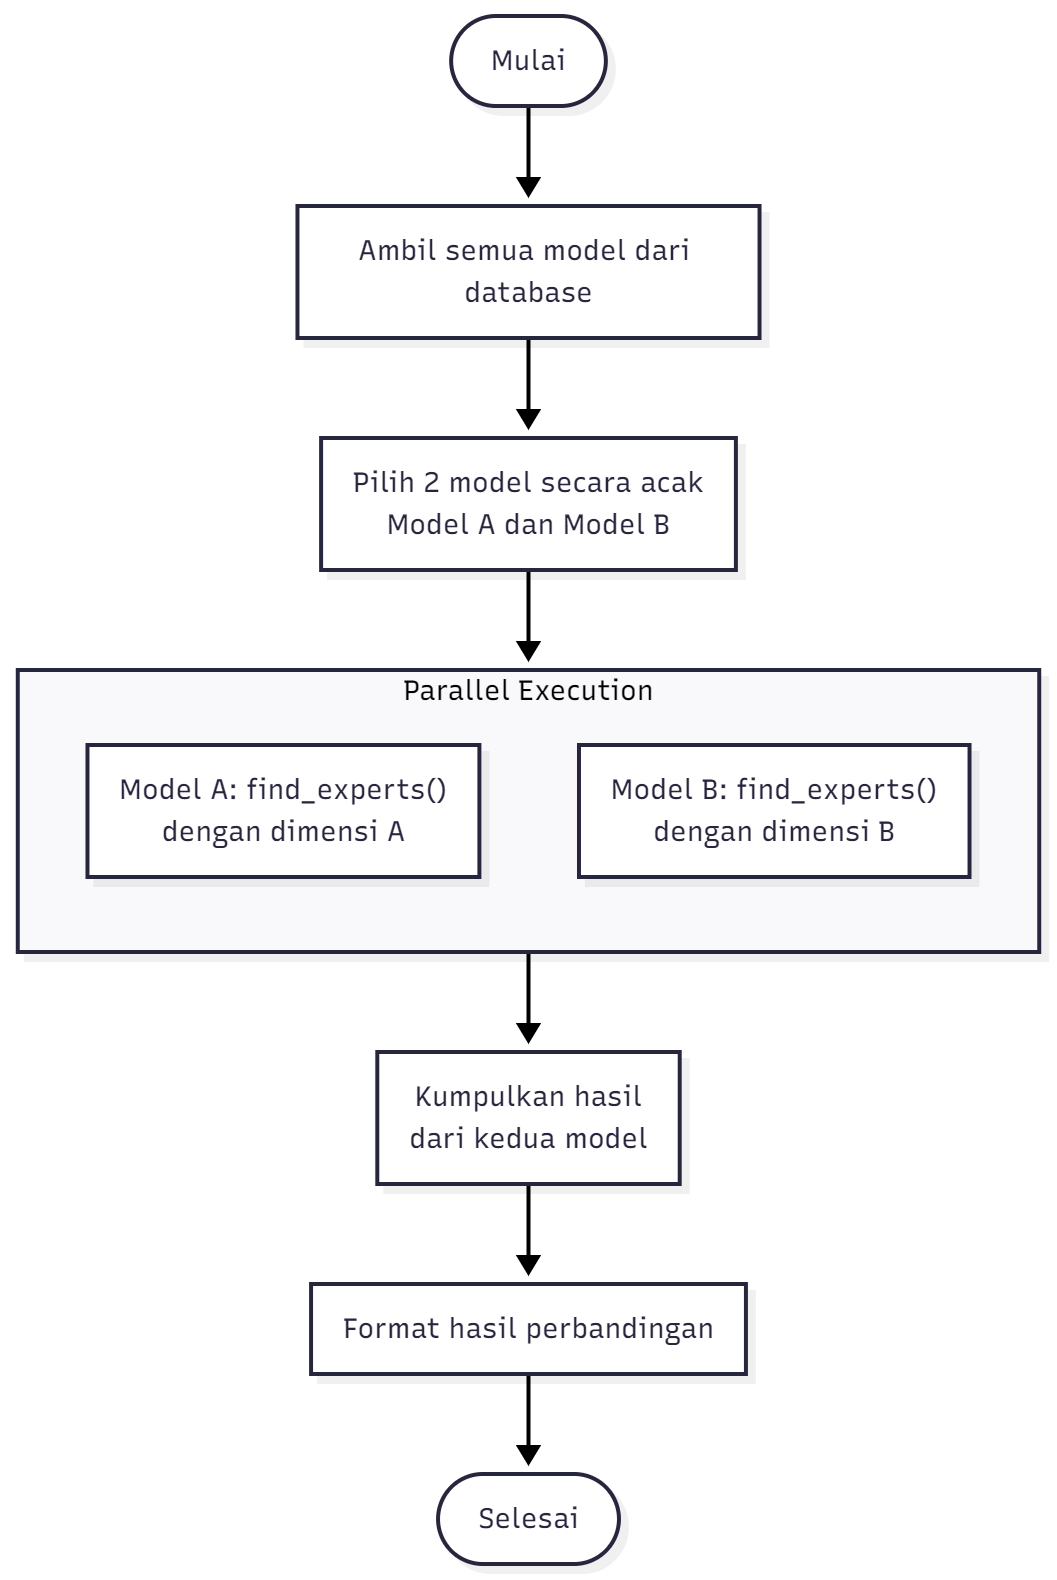 Mulai
Ambil semua model dari
database
Pilih 2 model secara acak
Model A dan Model B
Parallel Execution
Model A: find_experts()
dengan dimensi A
Model B: find_experts()
dengan dimensi B
Kumpulkan hasil
dari kedua model
Format hasil perbandingan
Selesai